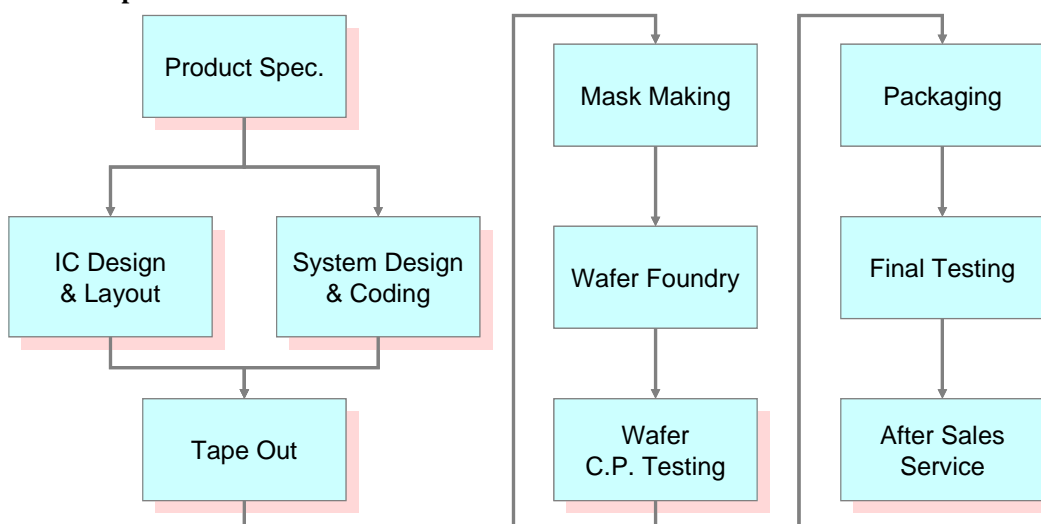 Product Spec.
IC Design
& Layout
System Design
& Coding
Tape Out
Mask Making
Wafer Foundry
Wafer
C.P. Testing
Packaging
Final Testing
After Sales
Service